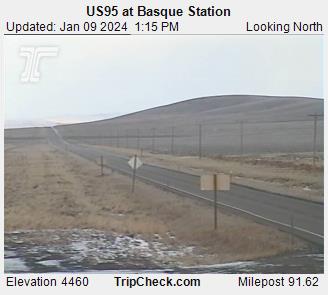 US95 at Basque Station
Updated: Jan 09 2024 1:15 PM Looking North
Elevation 4460 TripCheck.com Milepost 91.62